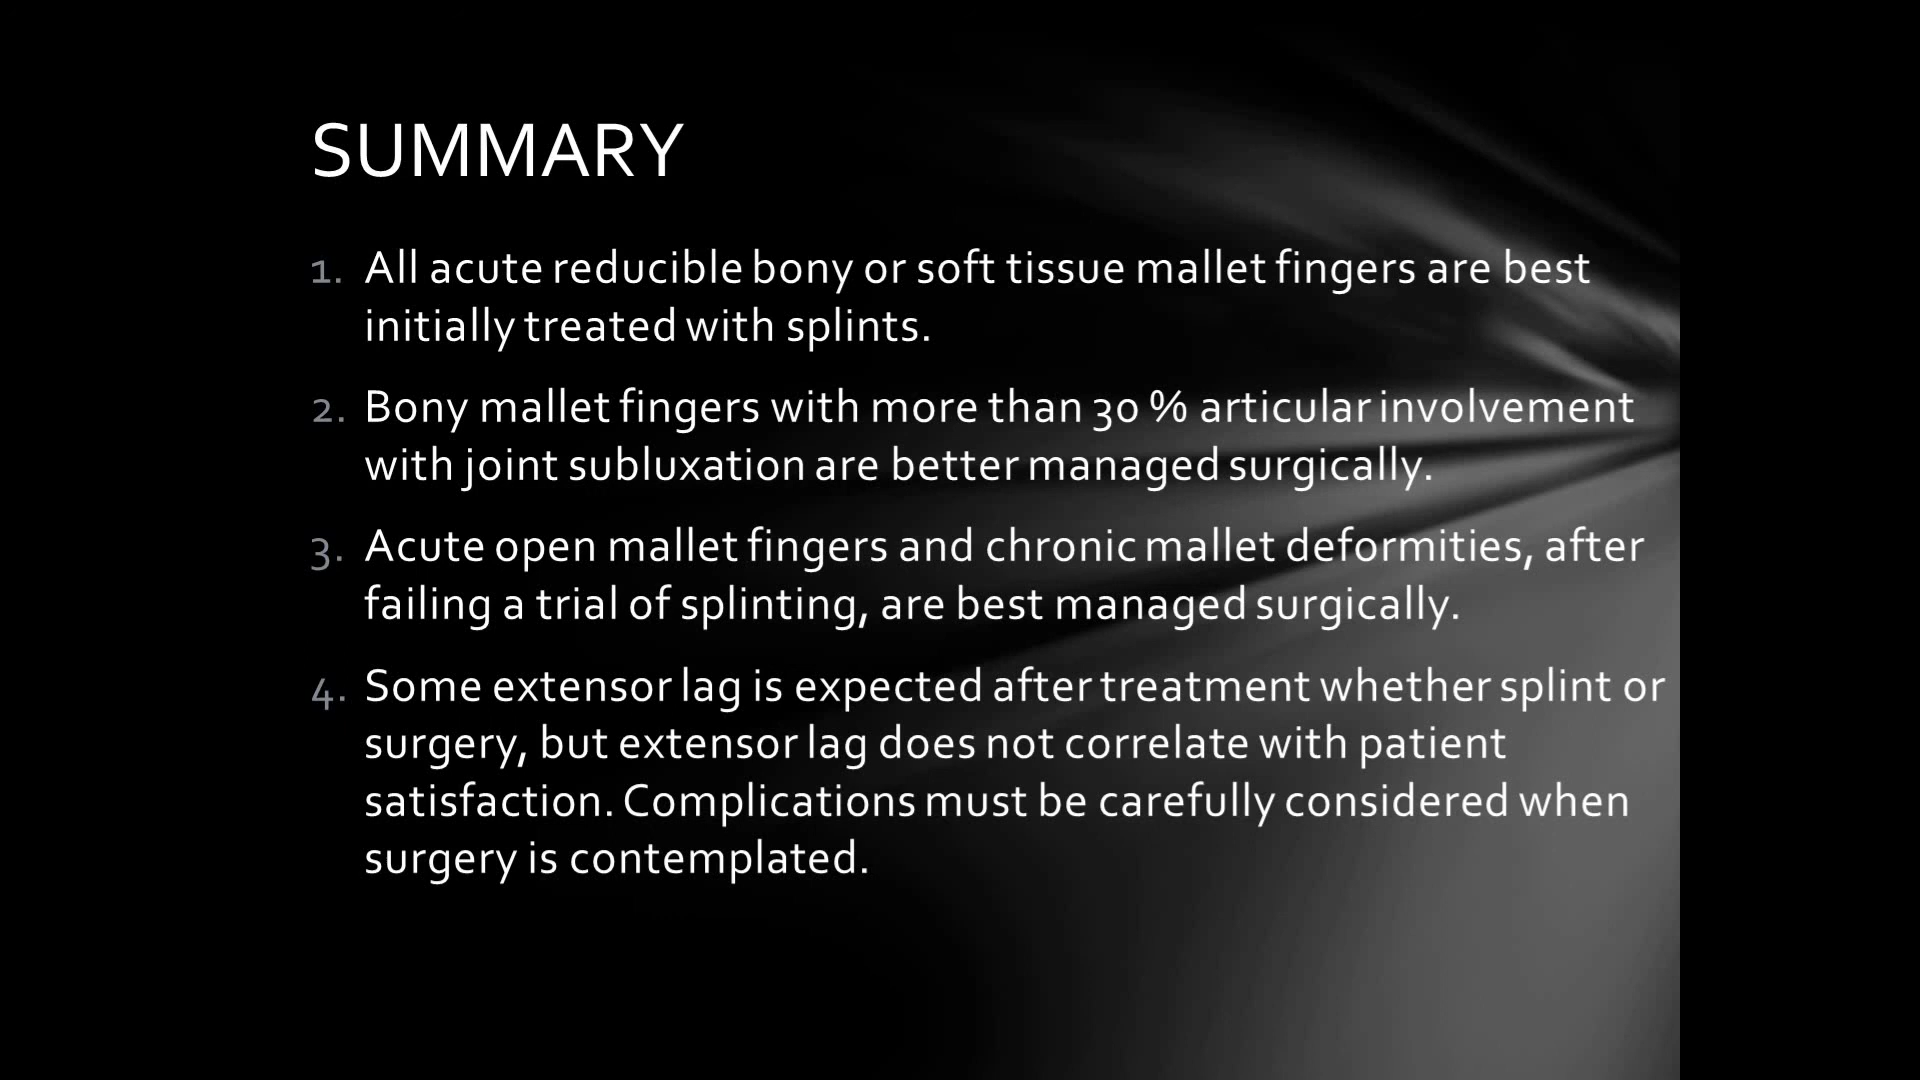 SUMMARY
1. All acute reducible bony or soft tissue mallet fingers are best
initially treated with splints.
2. Bony mallet fingers with more than 30 % articular involvement
with joint subluxation are better managed surgically.
3. Acute open mallet fingers and chronic mallet deformities, after
failing a trial of splinting, are best managed surgically.
4. Some extensor lag is expected after treatment whether splint or
surgery, but extensor lag does not correlate with patient
satisfaction. Complications must be carefully considered when
surgery is contemplated.